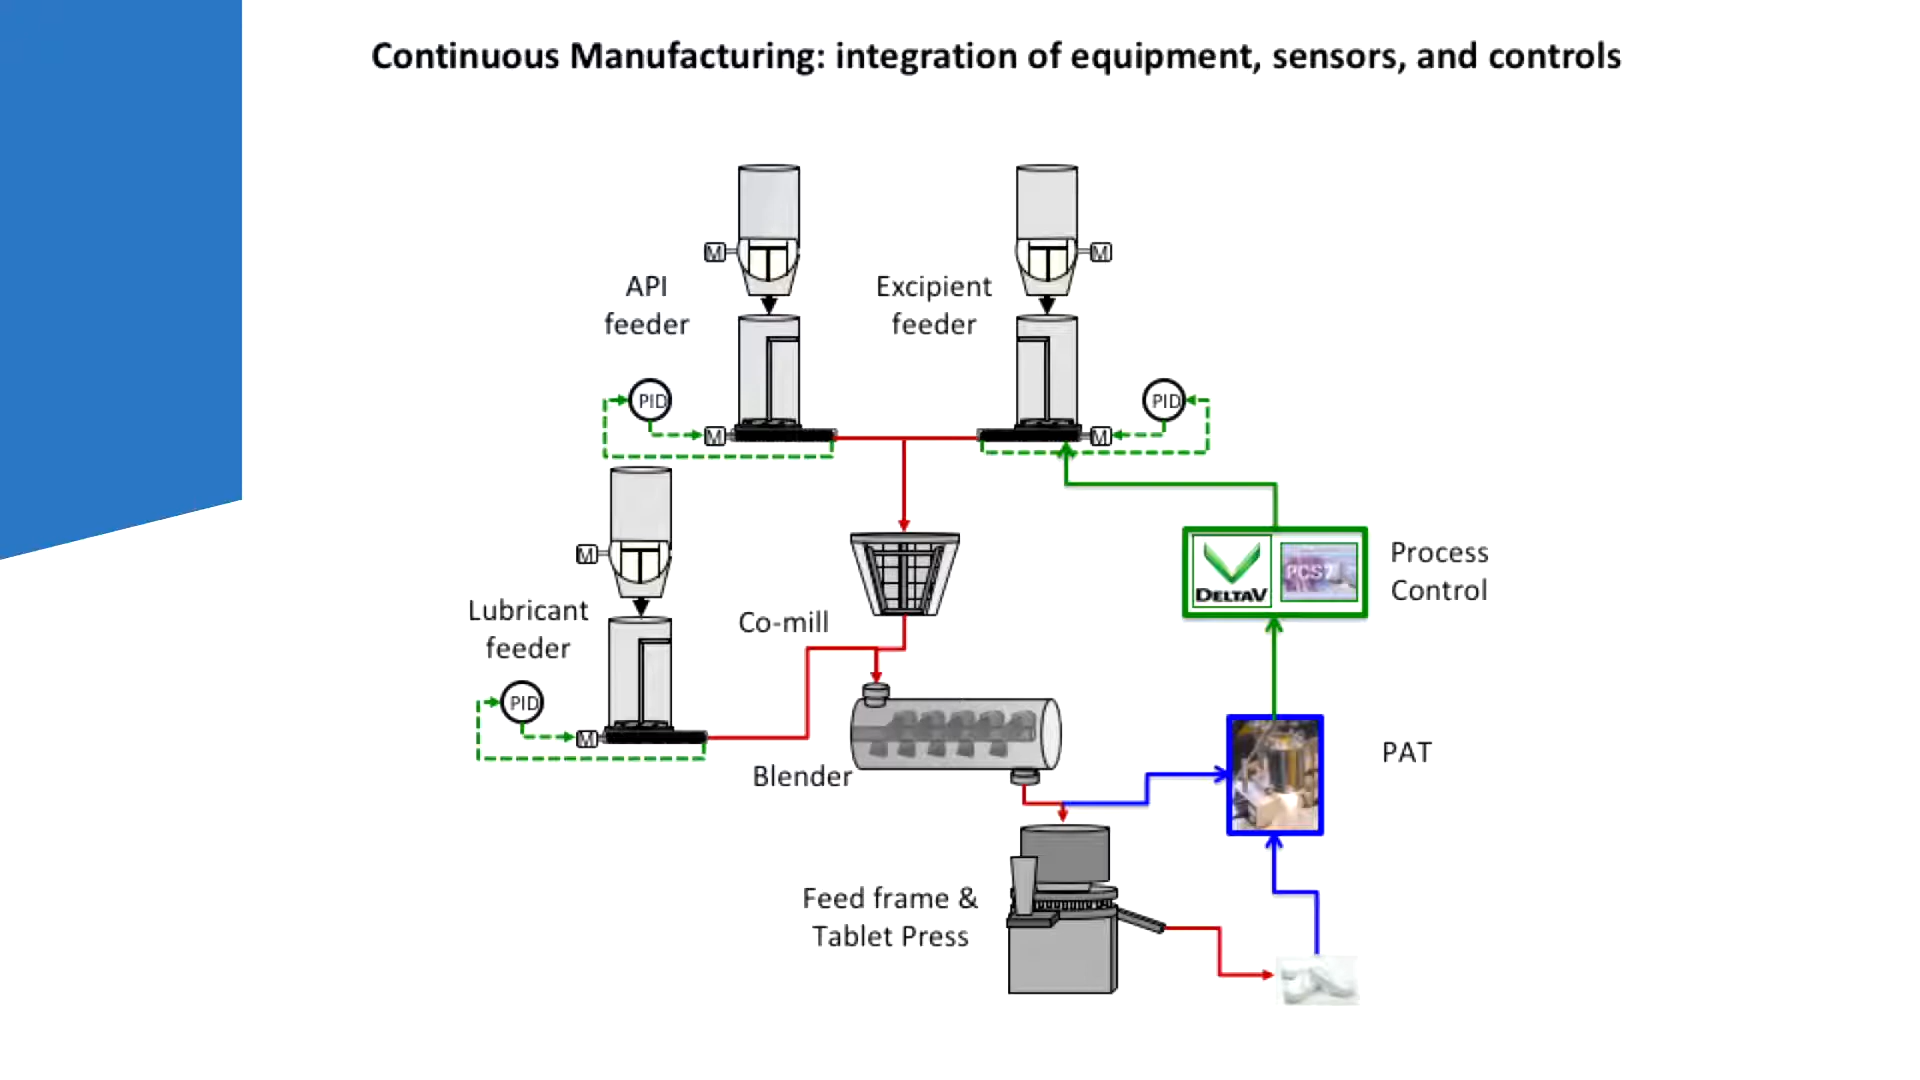 Continuous Manufacturing: integration of equipment, sensors, and controls
M
M
API
feeder
Excipient
feeder
PID
PID
M
M
M
DELTAV
PCS7
Process
Control
Lubricant
feeder
Co-mill
PID
M
PAT
Blender
Feed frame &
Tablet Press